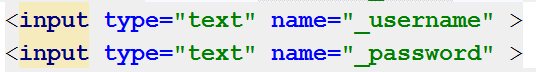 <input type="text" name="_username" >
<input type="text" name="_password" >